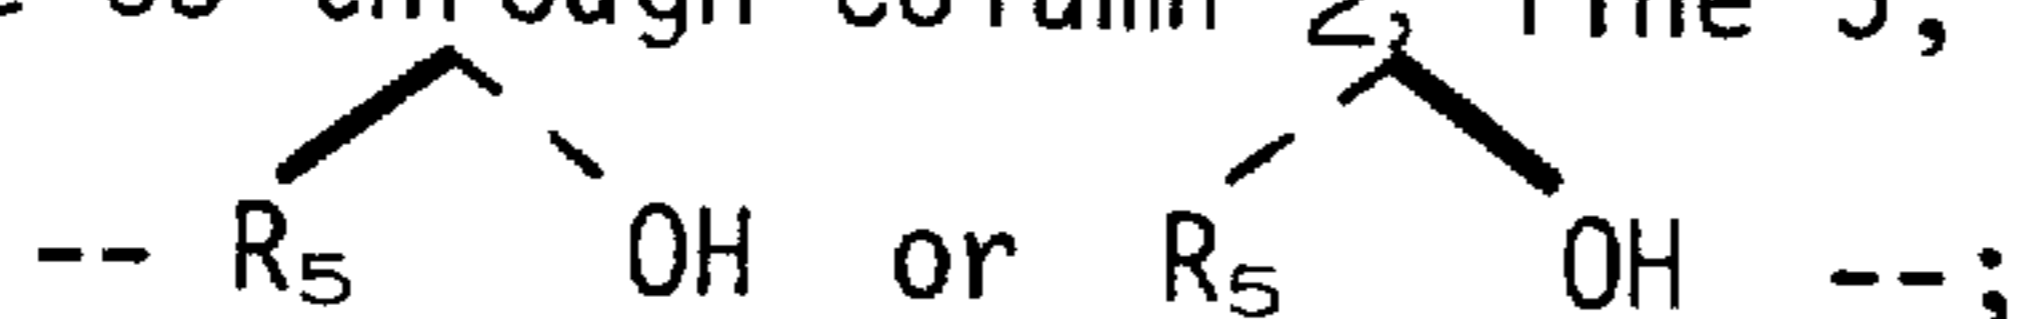 through column 2, line 5,
-- R5 OH or R5 OH --;